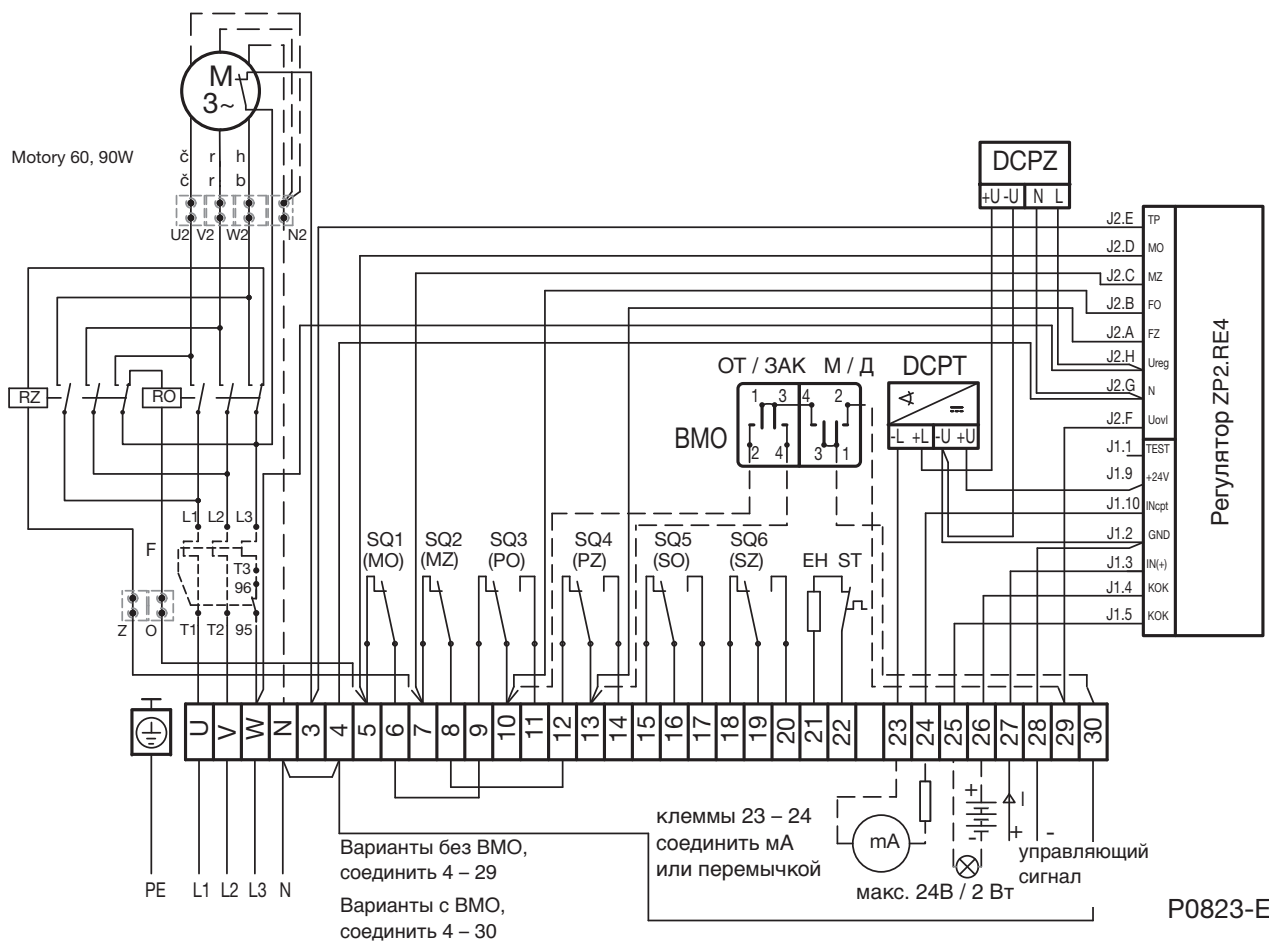 M
3~
Motory 60, 90W
č r h
č r b
U2 V2 W2 N2
DCPZ
+U -U N L
J2.E TP
J2.D MO
J2.C MZ
J2.B FO
J2.A FZ
J2.H Ureg
J2.G N
J2.F Uovl
J1.1 TEST
J1.9 +24V
J1.10 INcpt
J1.2 GND
J1.3 IN(+)
J1.4 KOK
J1.5 KOK
Регулятор ZP2.RE4
ОТ / ЗАК М / Д
1 3 4 2
ВМО
2 4 3 1
DCPT
-L +L -U +U
RZ RO
L1 L2 L3
F
T3
96
Z O T1 T2 95
SQ1 (MO)
SQ2 (MZ)
SQ3 (PO)
SQ4 (PZ)
SQ5 (SO)
SQ6 (SZ)
EH ST
U V W N 3 4 5 6 7 8 9 10 11 12 13 14 15 16 17 18 19 20 21 22 23 24 25 26 27 28 29 30
PE L1 L2 L3 N
Варианты без ВМО,
соединить 4 – 29
Варианты с ВМО,
соединить 4 – 30
клеммы 23 – 24
соединить мА
или перемычкой
mA
+ I
- + -
управляющий
сигнал
макс. 24В / 2 Вт
P0823-E